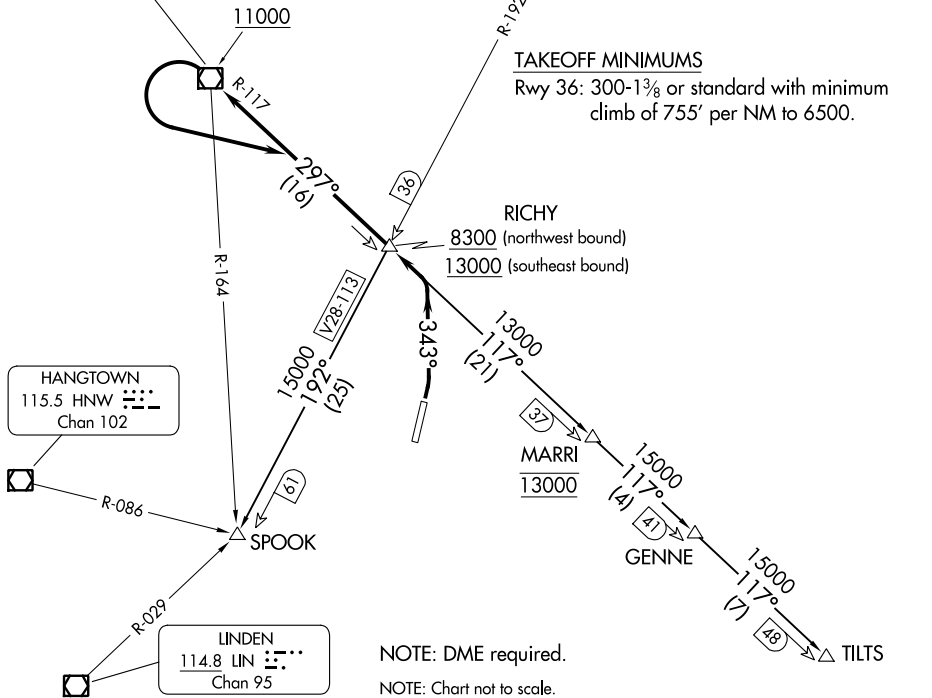 11000
R-192
TAKEOFF MINIMUMS
Rwy 36: 300-1⅜ or standard with minimum
climb of 755' per NM to 6500.
R-117
297°
(16)
36
RICHY
8300 (northwest bound)
13000 (southeast bound)
R-164
V28-113
15000
192°
(25)
343°
13000
117°
(21)
HANGTOWN
115.5 HNW
Chan 102
37
MARRI
13000
15000
117°
(4)
R-086
61
SPOOK
41
GENNE
15000
117°
(7)
R-029
48
TILTS
LINDEN
114.8 LIN
Chan 95
NOTE: DME required.
NOTE: Chart not to scale.